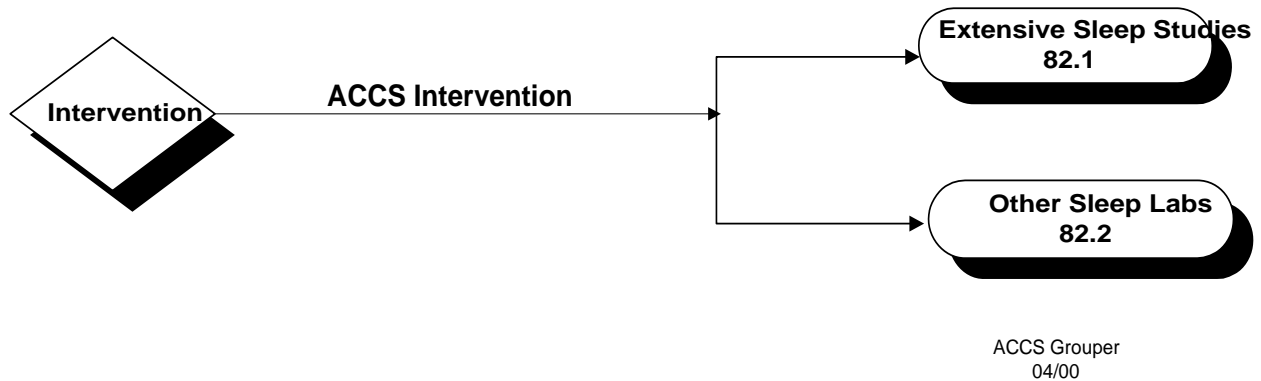 Intervention
ACCS Intervention
Extensive Sleep Studies
82.1
Other Sleep Labs
82.2
ACCS Grouper
04/00